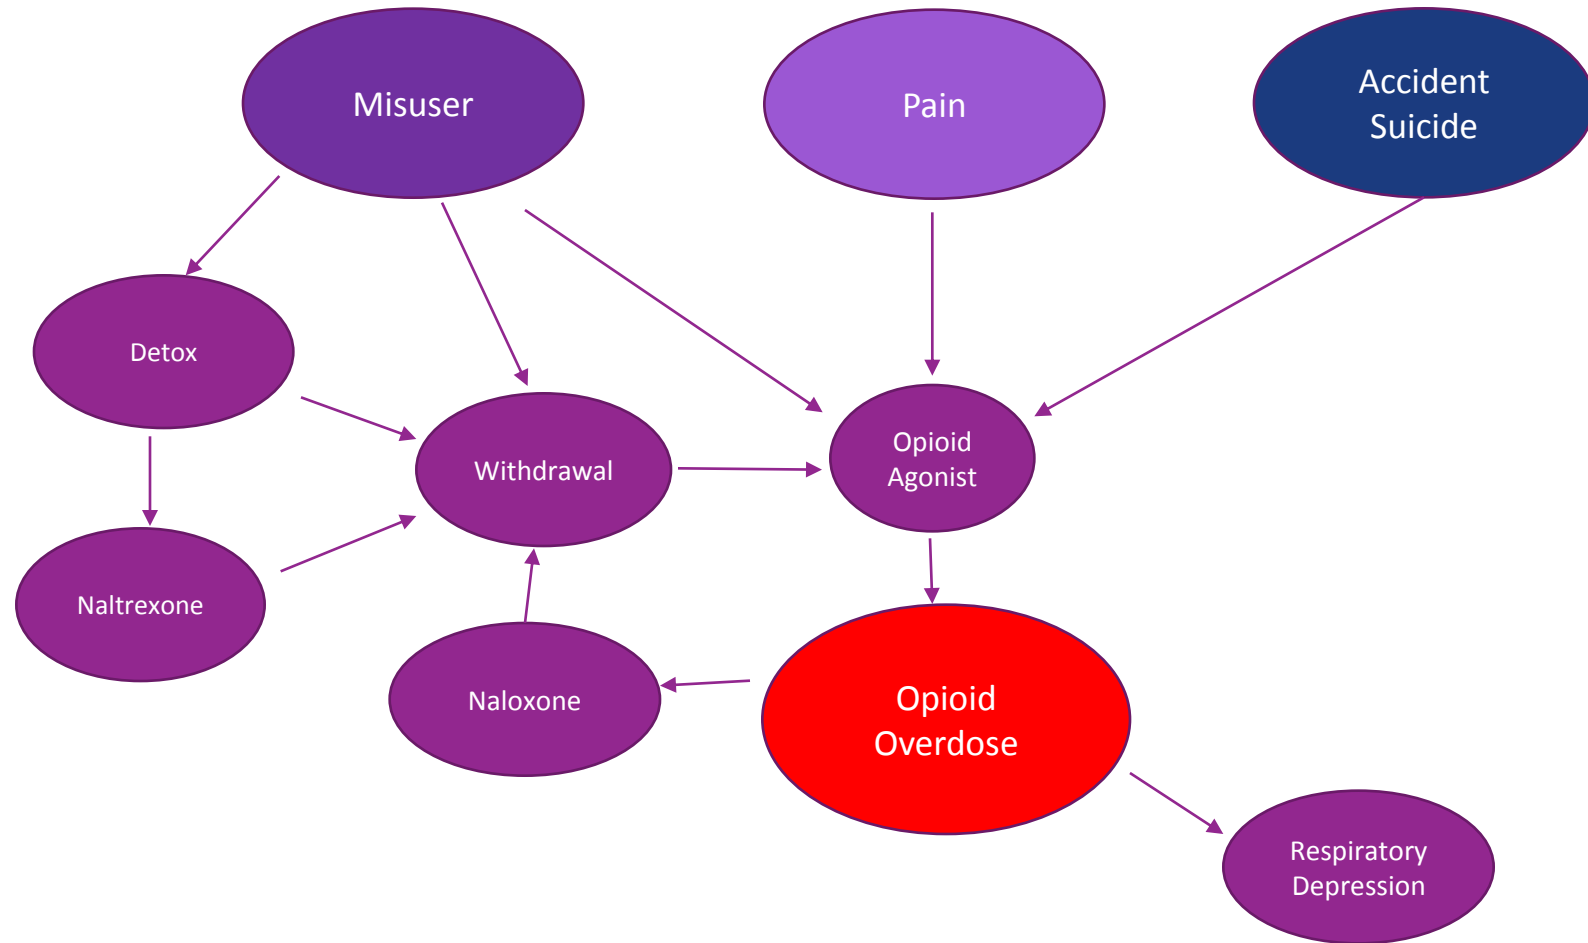 Misuser
Pain
Accident
Suicide
Detox
Withdrawal
Opioid
Agonist
Naltrexone
Naloxone
Opioid
Overdose
Respiratory
Depression